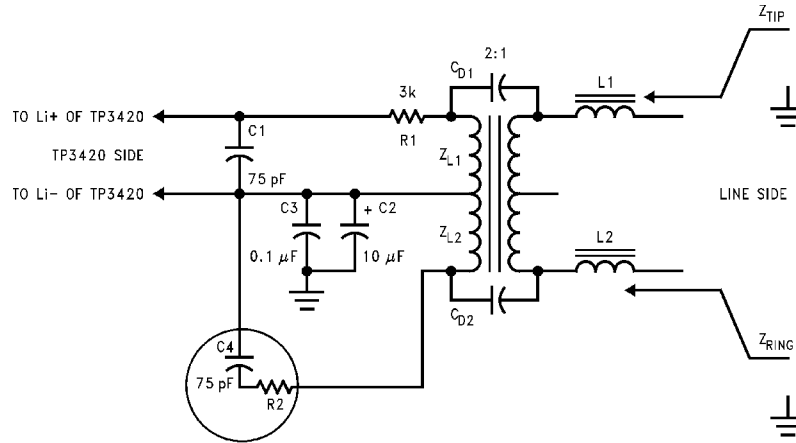 Z_TIP
2:1
C_D1
L1
3k
TO Li+ OF TP3420
R1
C1
Z_L1
TP3420 SIDE
75 pF
TO Li- OF TP3420
LINE SIDE
C3
+ C2
Z_L2
L2
0.1 μF
10 μF
C_D2
Z_RING
C4
75 pF
R2